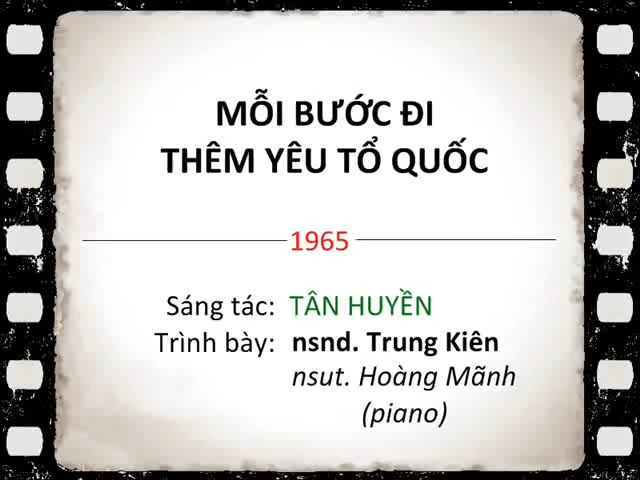 MỖI BƯỚC ĐI
THÊM YÊU TỔ QUỐC
1965
Sáng tác: TÂN HUYỀN
Trình bày: nsnd. Trung Kiên
nsut. Hoàng Mãnh
(piano)